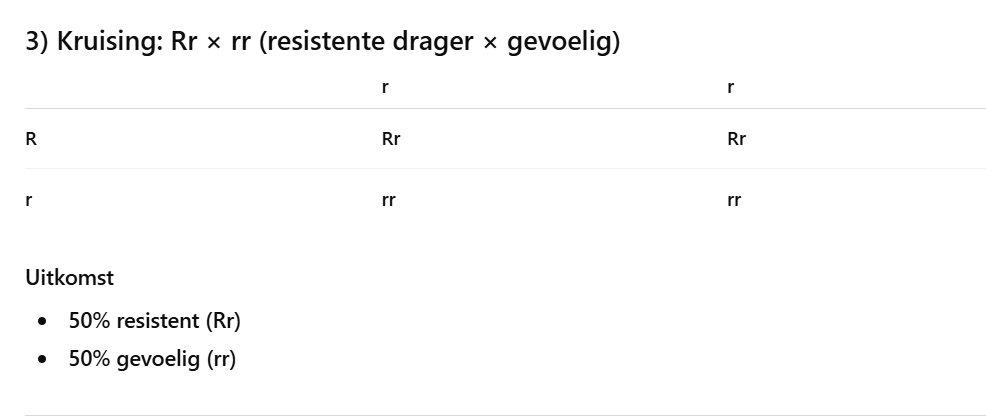 3) Kruising: Rr × rr (resistente drager × gevoelig)
r r
R Rr Rr
r rr rr
Uitkomst
• 50% resistent (Rr)
• 50% gevoelig (rr)